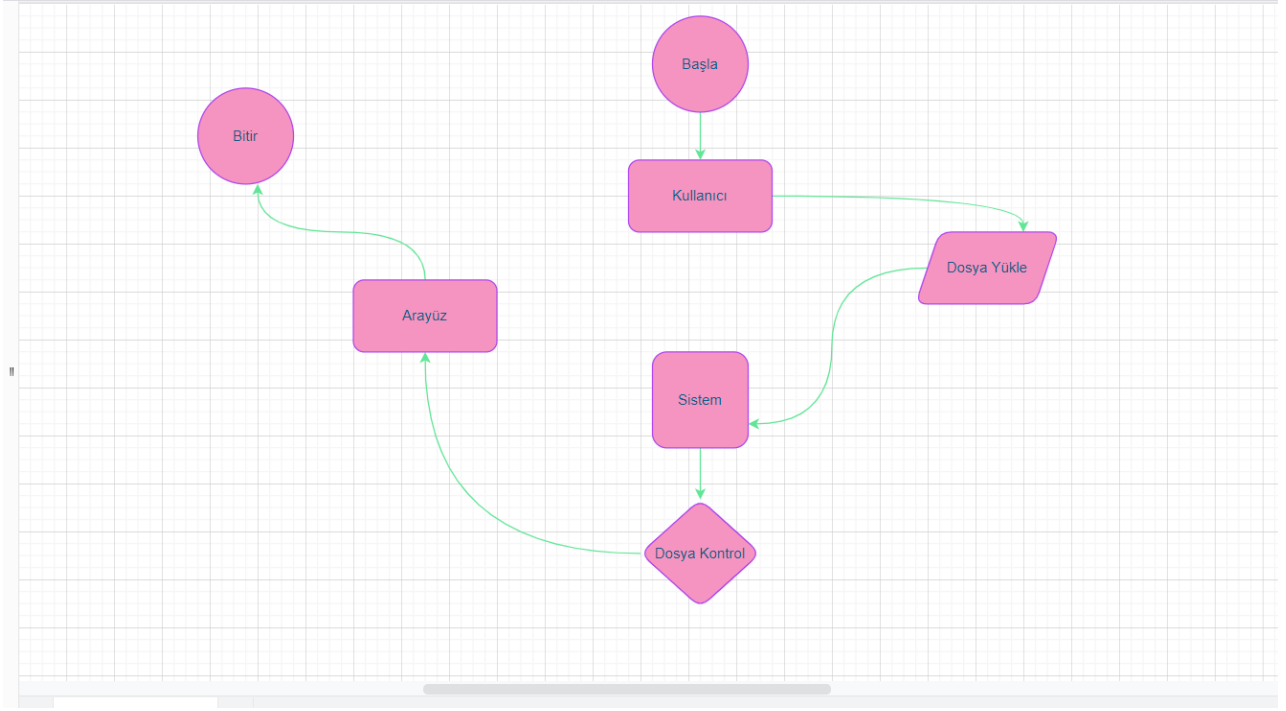 Başla
Bitir
Kullanıcı
Dosya Yükle
Arayüz
Sistem
Dosya Kontrol